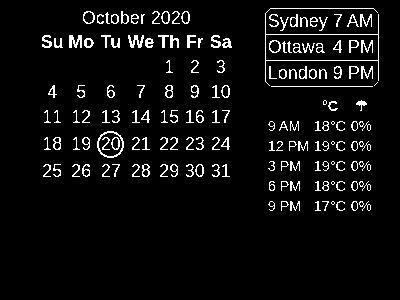 October 2020
Su Mo Tu We Th Fr Sa
1 2 3
4 5 6 7 8 9 10
11 12 13 14 15 16 17
18 19 20 21 22 23 24
25 26 27 28 29 30 31
Sydney 7 AM
Ottawa 4 PM
London 9 PM
°C ☂
9 AM 18°C 0%
12 PM 19°C 0%
3 PM 19°C 0%
6 PM 18°C 0%
9 PM 17°C 0%